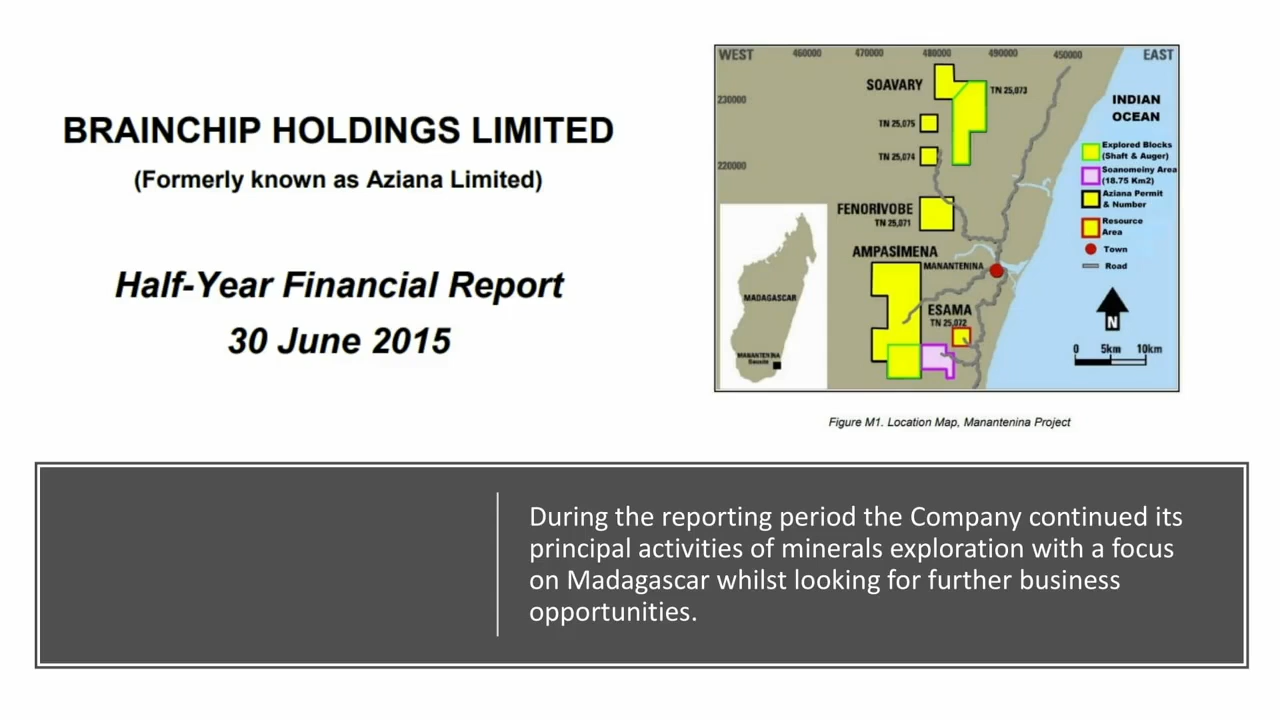 BRAINCHIP HOLDINGS LIMITED
(Formerly known as Aziana Limited)
Half-Year Financial Report
30 June 2015
WEST
460000
470000
480000
490000
450000
EAST
SOAVARY
TN 25,073
230000
INDIAN
OCEAN
TN 25,075
TN 25,074
220000
Explored Blocks
(Shaft & Auger)
Soanomeiny Area
(18.75 Km2)
Aziana Permit
& Number
Resource
Area
Town
Road
FENORIVOBE
TN 25,071
AMPASIMENA
MANANTENINA
ESAMA
TN 25,072
MADAGASCAR
MANANTENINA
Bauxite
N
0 5km 10km
Figure M1. Location Map, Manantenina Project
During the reporting period the Company continued its
principal activities of minerals exploration with a focus
on Madagascar whilst looking for further business
opportunities.